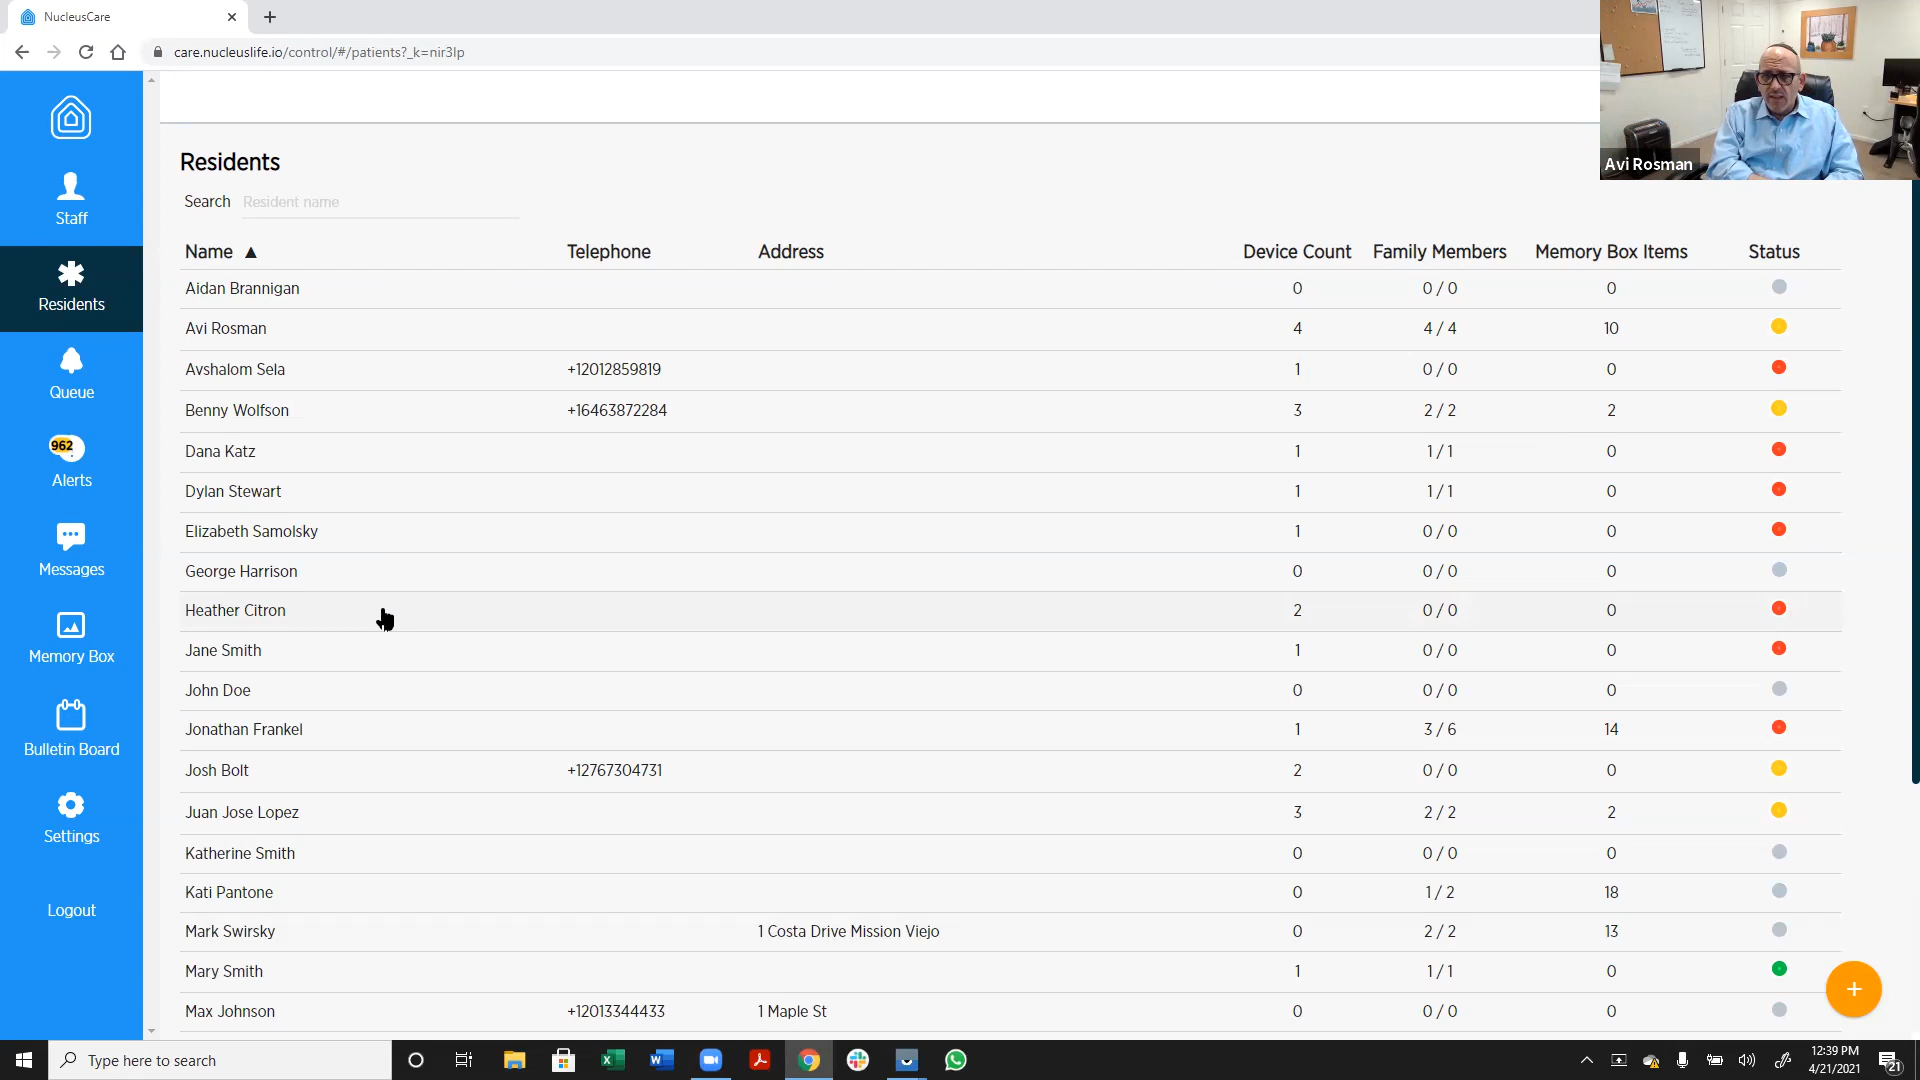 NucleusCare
care.nucleuslife.io/control/#/patients?_k=nir3lp
Avi Rosman
Staff
Residents
Queue
962
Alerts
Messages
Memory Box
Bulletin Board
Settings
Logout
Residents
Search Resident name
Name ▲ Telephone Address Device Count Family Members Memory Box Items Status
Aidan Brannigan 0 0 / 0 0
Avi Rosman 4 4 / 4 10
Avshalom Sela +12012859819 1 0 / 0 0
Benny Wolfson +16463872284 3 2 / 2 2
Dana Katz 1 1 / 1 0
Dylan Stewart 1 1 / 1 0
Elizabeth Samolsky 1 0 / 0 0
George Harrison 0 0 / 0 0
Heather Citron 2 0 / 0 0
Jane Smith 1 0 / 0 0
John Doe 0 0 / 0 0
Jonathan Frankel 1 3 / 6 14
Josh Bolt +12767304731 2 0 / 0 0
Juan Jose Lopez 3 2 / 2 2
Katherine Smith 0 0 / 0 0
Kati Pantone 0 1 / 2 18
Mark Swirsky 1 Costa Drive Mission Viejo 0 2 / 2 13
Mary Smith 1 1 / 1 0
Max Johnson +12013344433 1 Maple St 0 0 / 0 0
Type here to search
12:39 PM
4/21/2021
21